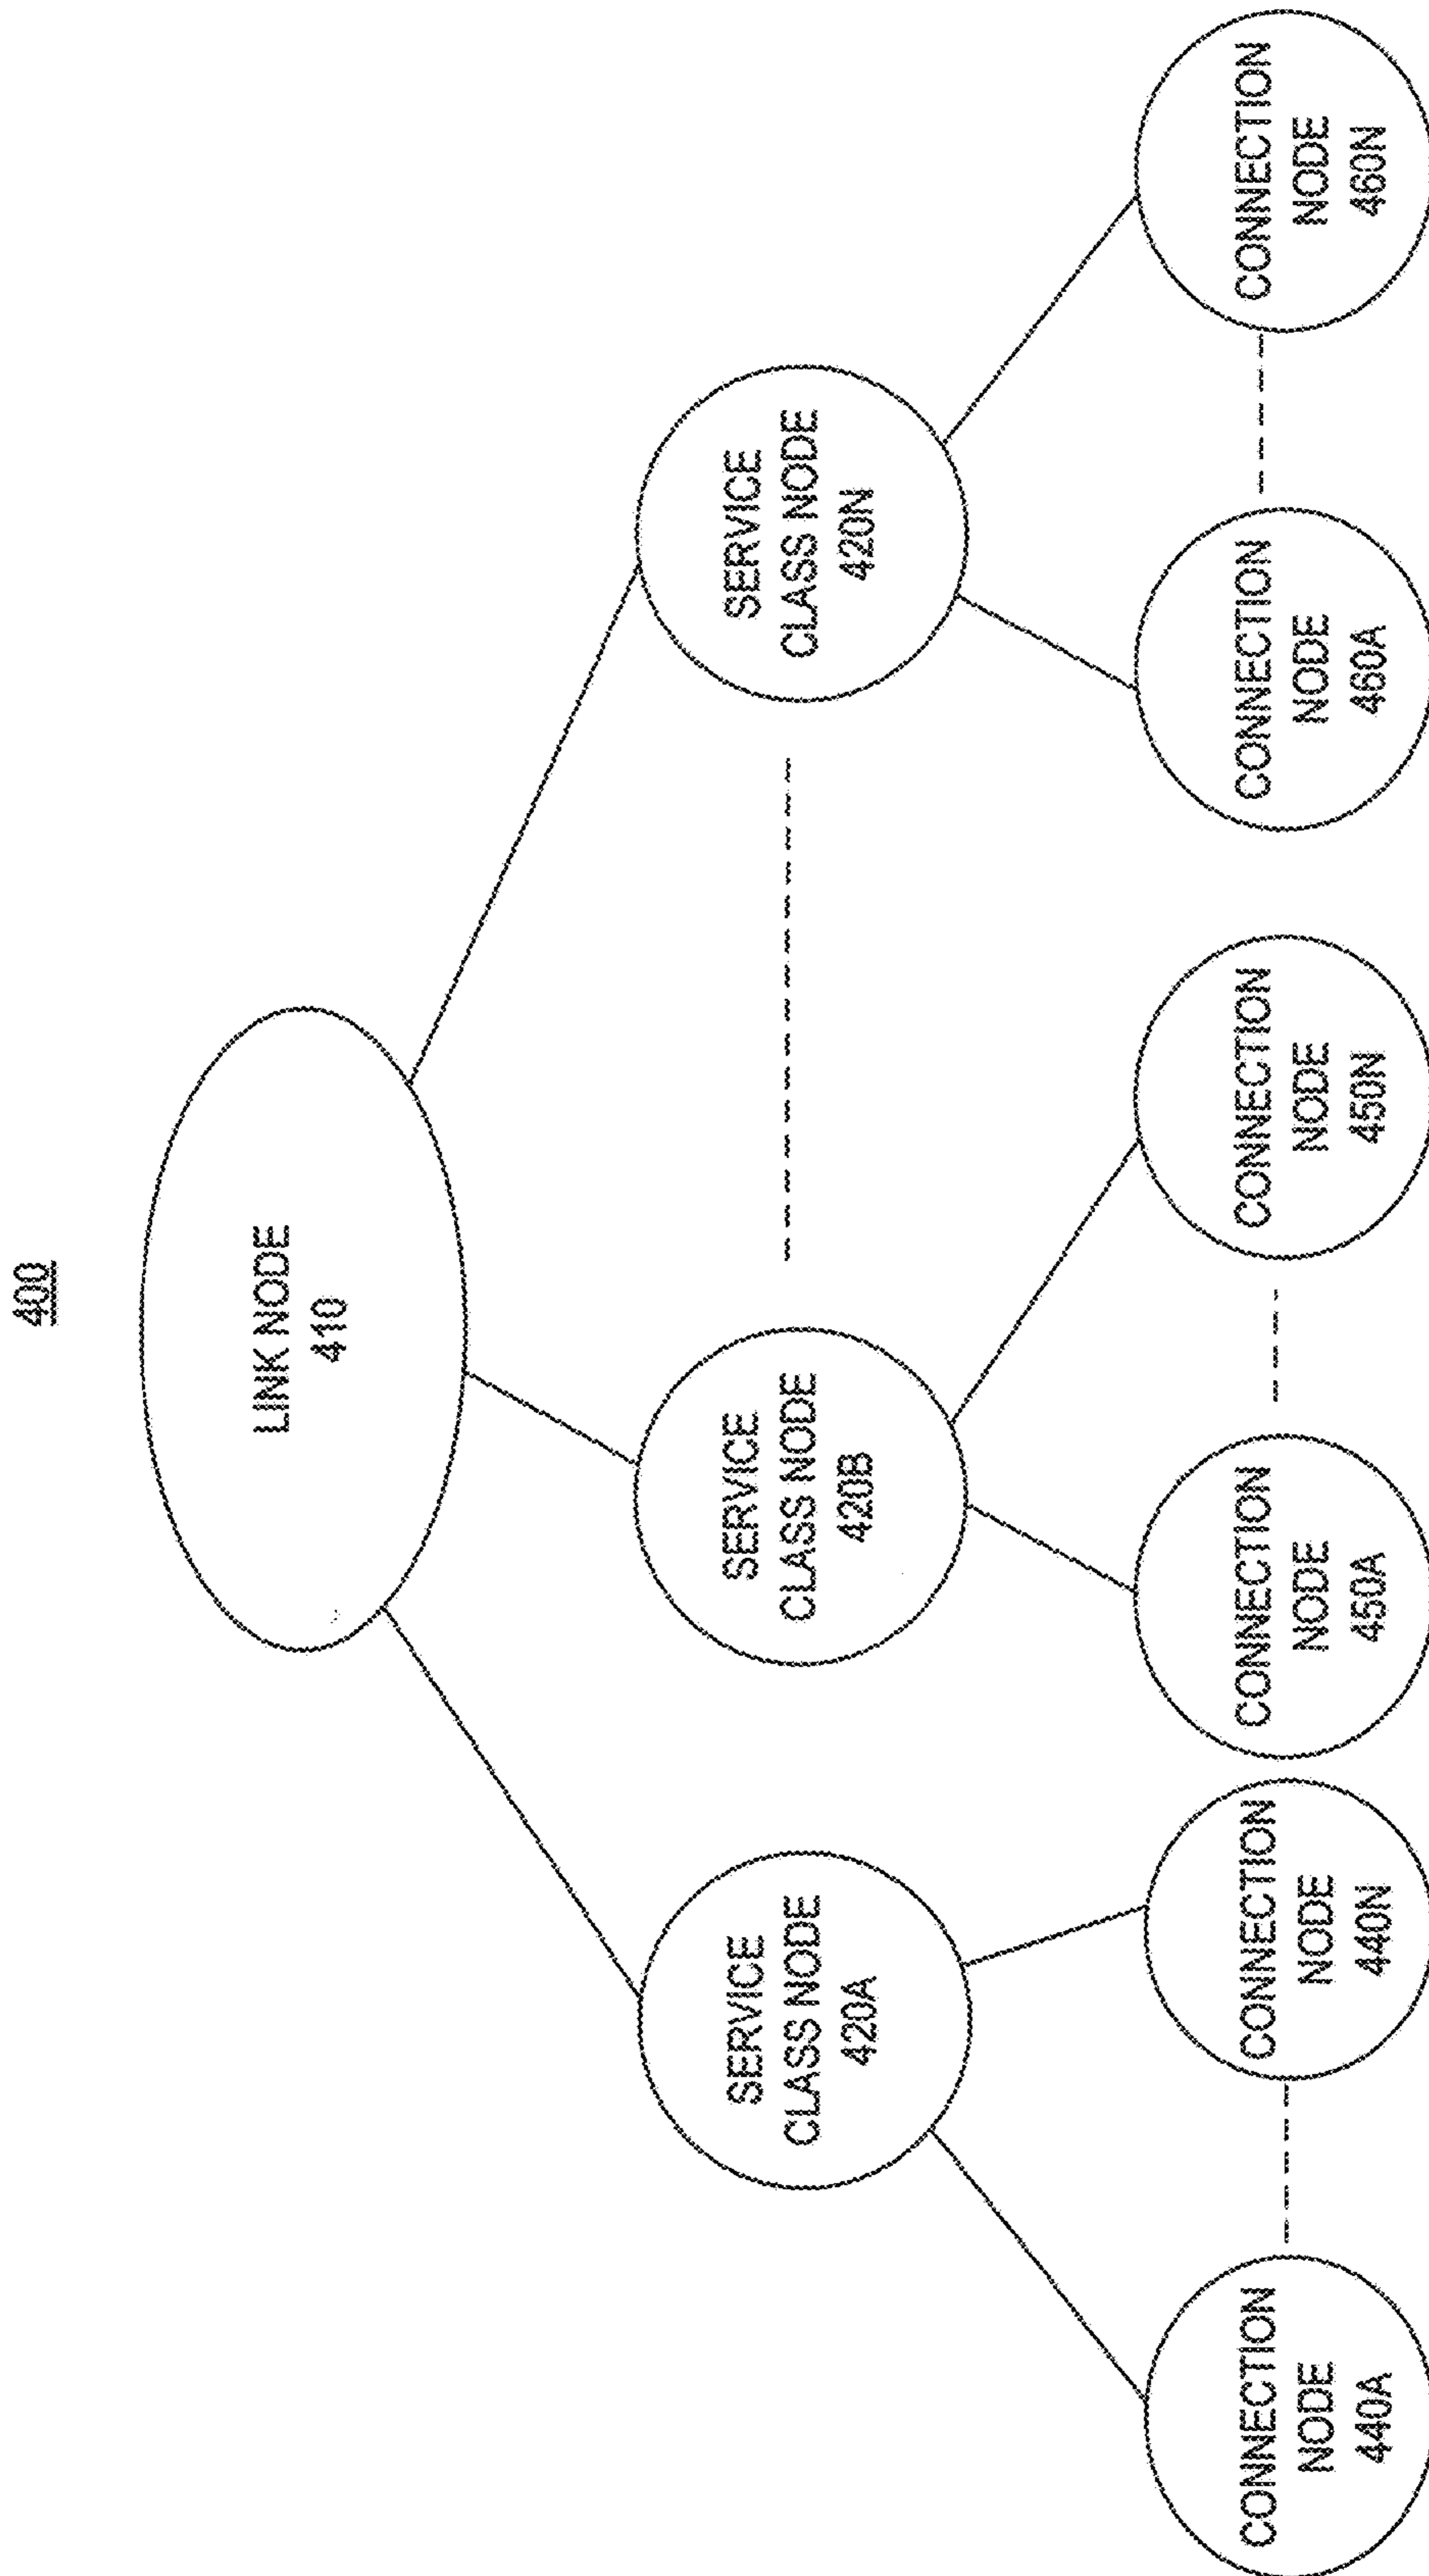 400
LINK NODE
410
SERVICE
CLASS NODE
420A
SERVICE
CLASS NODE
420B
SERVICE
CLASS NODE
420N
CONNECTION
NODE
440A
CONNECTION
NODE
440N
CONNECTION
NODE
450A
CONNECTION
NODE
450N
CONNECTION
NODE
460A
CONNECTION
NODE
460N